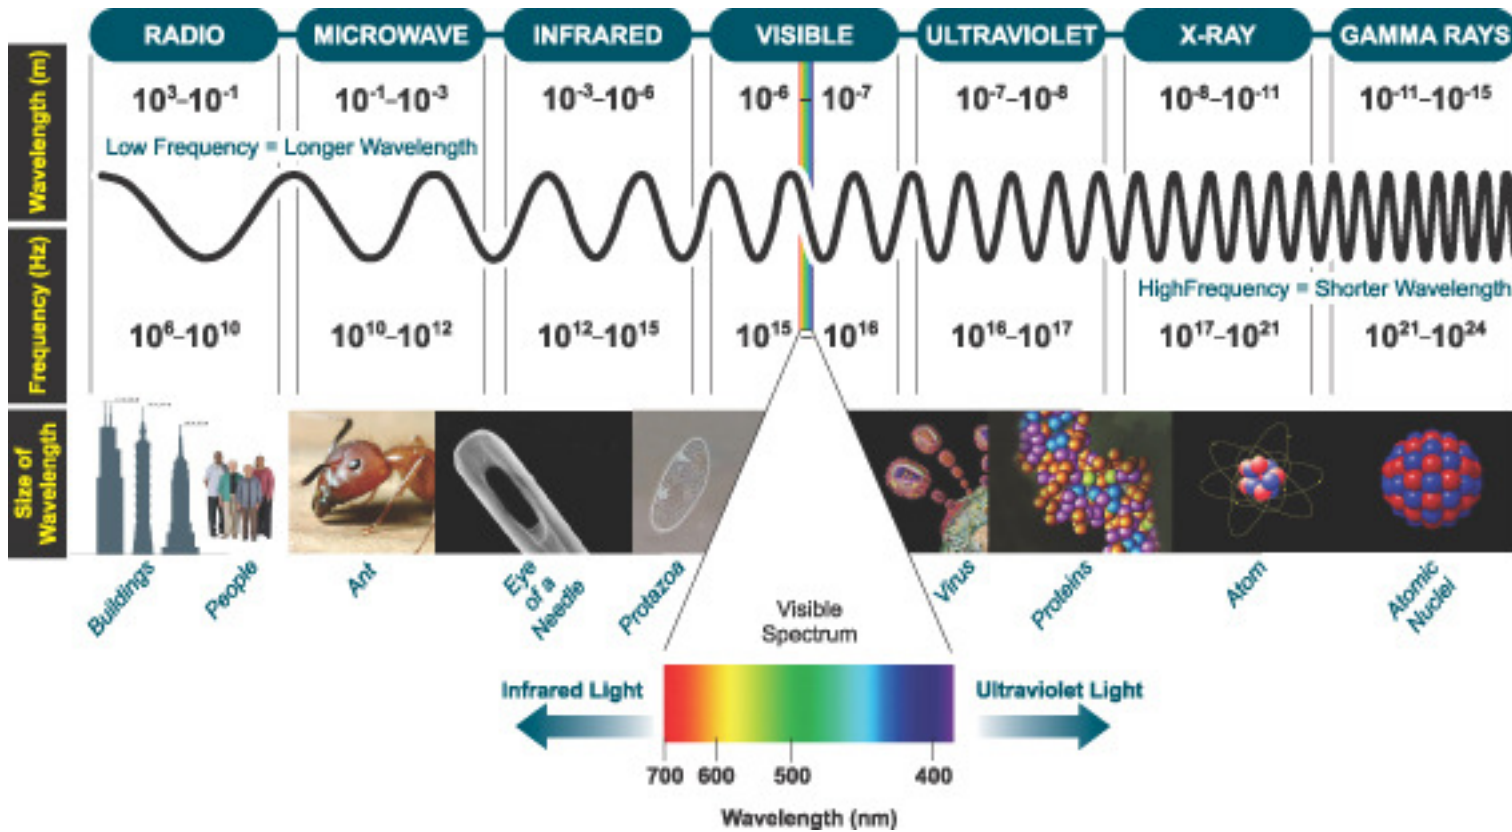 RADIO MICROWAVE INFRARED VISIBLE ULTRAVIOLET X-RAY GAMMA RAYS
Wavelength (m)
10³–10⁻¹ 10⁻¹–10⁻³ 10⁻³–10⁻⁶ 10⁻⁶ – 10⁻⁷ 10⁻⁷–10⁻⁸ 10⁻⁸–10⁻¹¹ 10⁻¹¹–10⁻¹⁵
Low Frequency = Longer Wavelength
HighFrequency = Shorter Wavelength
Frequency (Hz)
10⁶–10¹⁰ 10¹⁰–10¹² 10¹²–10¹⁵ 10¹⁵ – 10¹⁶ 10¹⁶–10¹⁷ 10¹⁷–10²¹ 10²¹–10²⁴
Size of
Wavelength
Buildings
People
Ant
Eye
of a
Needle
Protazoa
Virus
Proteins
Atom
Atomic
Nuclei
Visible
Spectrum
Infrared Light
Ultraviolet Light
700 600 500 400
Wavelength (nm)